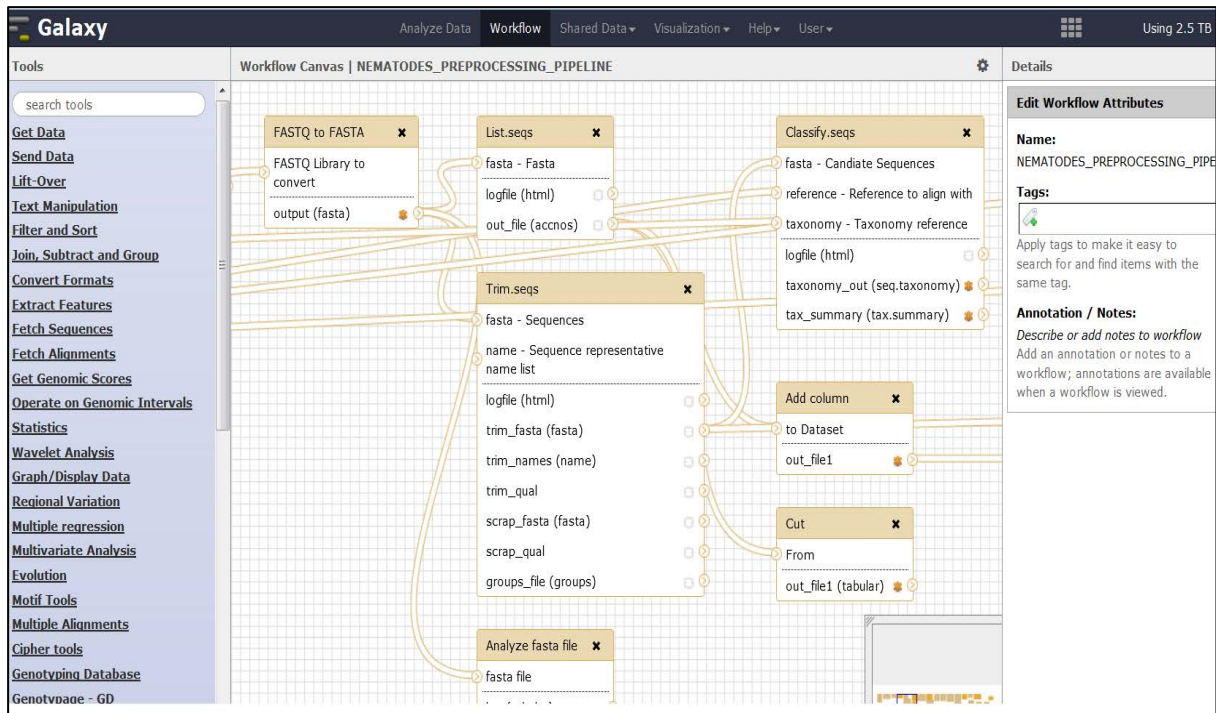 Galaxy
Analyze Data Workflow Shared Data Visualization Help User
Using 2.5 TB
Tools
search tools
Get Data
Send Data
Lift-Over
Text Manipulation
Filter and Sort
Join, Subtract and Group
Convert Formats
Extract Features
Fetch Sequences
Fetch Alignments
Get Genomic Scores
Operate on Genomic Intervals
Statistics
Wavelet Analysis
Graph/Display Data
Regional Variation
Multiple regression
Multivariate Analysis
Evolution
Motif Tools
Multiple Alignments
Cipher tools
Genotyping Database
Genotypage - GD
Workflow Canvas | NEMATODES_PREPROCESSING_PIPELINE
FASTQ to FASTA
FASTQ Library to
convert
output (fasta)
List.seqs
fasta - Fasta
logfile (html)
out_file (accnos)
Trim.seqs
fasta - Sequences
name - Sequence representative
name list
logfile (html)
trim_fasta (fasta)
trim_names (name)
trim_qual
scrap_fasta (fasta)
scrap_qual
groups_file (groups)
Analyze fasta file
fasta file
Classify.seqs
fasta - Candiate Sequences
reference - Reference to align with
taxonomy - Taxonomy reference
logfile (html)
taxonomy_out (seq.taxonomy)
tax_summary (tax.summary)
Add column
to Dataset
out_file1
Cut
From
out_file1 (tabular)
Details
Edit Workflow Attributes
Name:
NEMATODES_PREPROCESSING_PIPE
Tags:
Apply tags to make it easy to
search for and find items with the
same tag.
Annotation / Notes:
Describe or add notes to workflow
Add an annotation or notes to a
workflow; annotations are available
when a workflow is viewed.